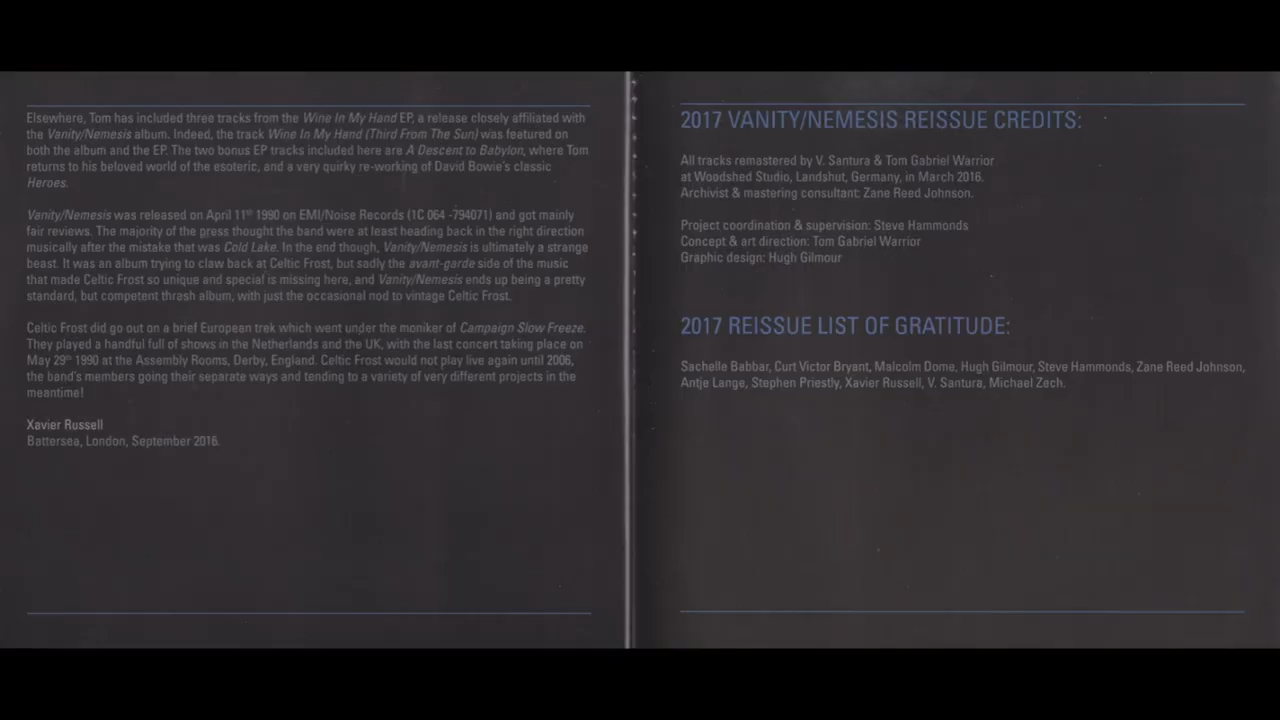 Elsewhere, Tom has included three tracks from the Wine In My Hand EP, a release closely affiliated with
the Vanity/Nemesis album. Indeed, the track Wine In My Hand (Third From The Sun) was featured on
both the album and the EP. The two bonus EP tracks included here are A Descent to Babylon, where Tom
returns to his beloved world of the esoteric, and a very quirky re-working of David Bowie's classic
Heroes.
Vanity/Nemesis was released on April 11th 1990 on EMI/Noise Records (1C 064 -794071) and got mainly
fair reviews. The majority of the press thought the band were at least heading back in the right direction
musically after the mistake that was Cold Lake. In the end though, Vanity/Nemesis is ultimately a strange
beast. It was an album trying to claw back at Celtic Frost, but sadly the avant-garde side of the music
that made Celtic Frost so unique and special is missing here, and Vanity/Nemesis ends up being a pretty
standard, but competent thrash album, with just the occasional nod to vintage Celtic Frost.
Celtic Frost did go out on a brief European trek which went under the moniker of Campaign Slow Freeze.
They played a handful full of shows in the Netherlands and the UK, with the last concert taking place on
May 29th 1990 at the Assembly Rooms, Derby, England. Celtic Frost would not play live again until 2006,
the band's members going their separate ways and tending to a variety of very different projects in the
meantime!
Xavier Russell
Battersea, London, September 2016.
2017 VANITY/NEMESIS REISSUE CREDITS:
All tracks remastered by V. Santura & Tom Gabriel Warrior
at Woodshed Studio, Landshut, Germany, in March 2016.
Archivist & mastering consultant: Zane Reed Johnson.
Project coordination & supervision: Steve Hammonds
Concept & art direction: Tom Gabriel Warrior
Graphic design: Hugh Gilmour
2017 REISSUE LIST OF GRATITUDE:
Sachelle Babbar, Curt Victor Bryant, Malcolm Dome, Hugh Gilmour, Steve Hammonds, Zane Reed Johnson,
Antje Lange, Stephen Priestly, Xavier Russell, V. Santura, Michael Zech.